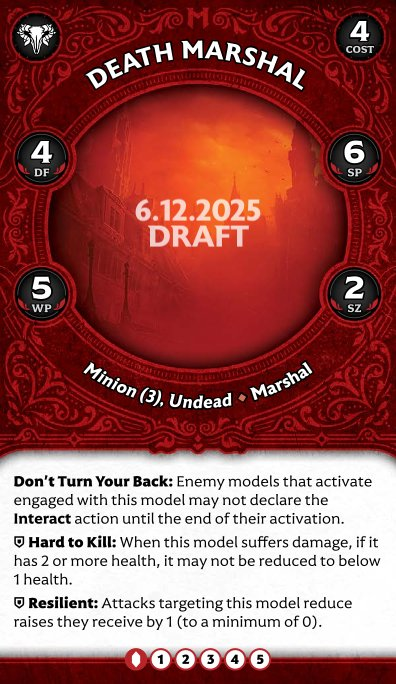 4
COST
DEATH MARSHAL
4
DF
6
SP
6.12.2025
DRAFT
5
WP
2
SZ
Minion (3), Undead ♦ Marshal
Don't Turn Your Back: Enemy models that activate
engaged with this model may not declare the
Interact action until the end of their activation.
Hard to Kill: When this model suffers damage, if it
has 2 or more health, it may not be reduced to below
1 health.
Resilient: Attacks targeting this model reduce
raises they receive by 1 (to a minimum of 0).
1 2 3 4 5